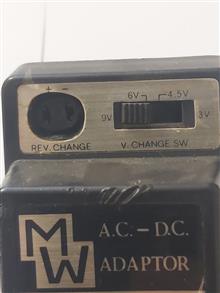 + −
6V 4.5V
9V 3V
REV. CHANGE V. CHANGE SW
MW A.C. – D.C.
ADAPTOR